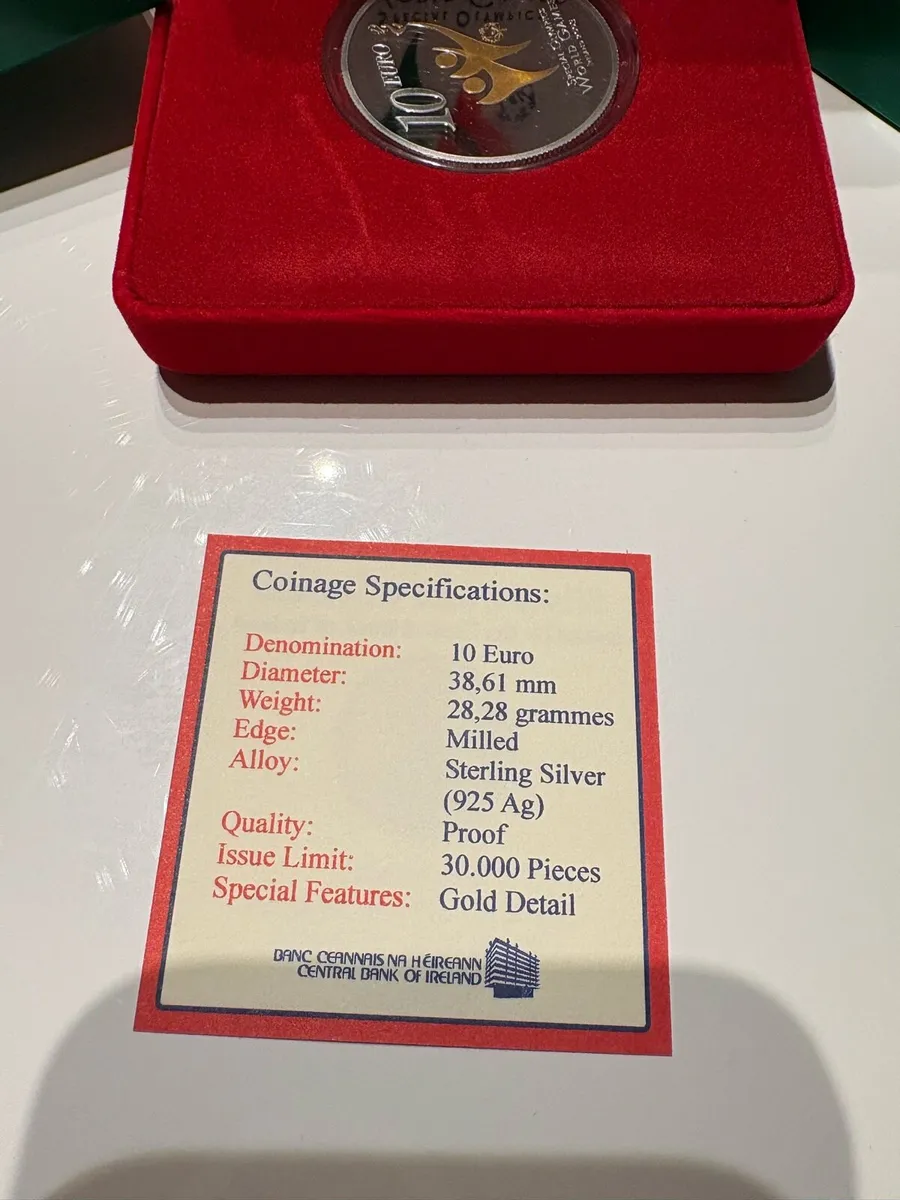 SPECIAL OLYMPICS
10 EURO
SPECIAL OLYMPICS
WORLD GAMES
Coinage Specifications:
Denomination: 10 Euro
Diameter: 38,61 mm
Weight: 28,28 grammes
Edge: Milled
Alloy: Sterling Silver
(925 Ag)
Quality: Proof
Issue Limit: 30.000 Pieces
Special Features: Gold Detail
BANC CEANNAIS NA HÉIREANN
CENTRAL BANK OF IRELAND